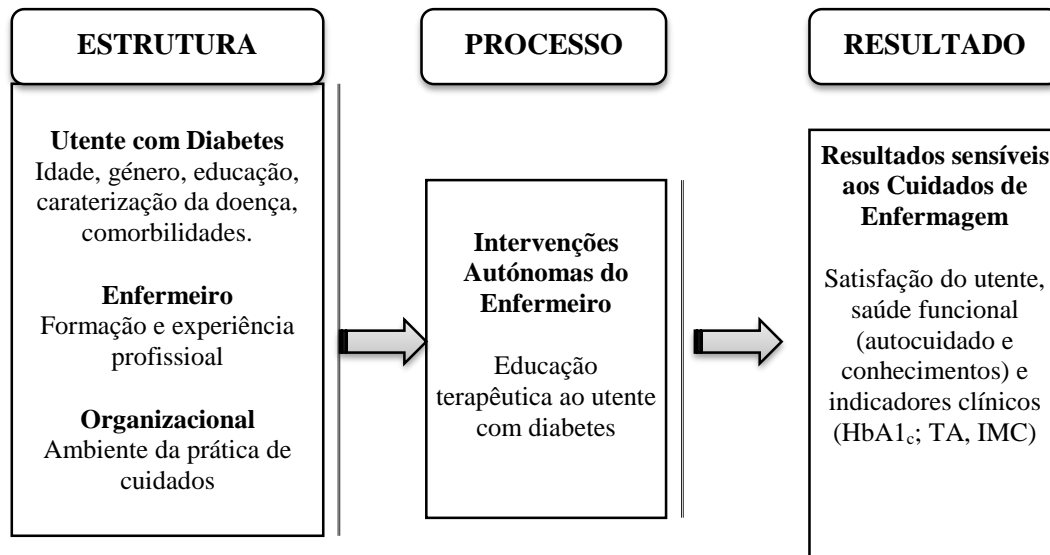 ESTRUTURA
Utente com Diabetes
Idade, género, educação,
caraterização da doença,
comorbilidades.
Enfermeiro
Formação e experiência
profissioal
Organizacional
Ambiente da prática de
cuidados
PROCESSO
Intervenções
Autónomas do
Enfermeiro
Educação
terapêutica ao utente
com diabetes
RESULTADO
Resultados sensíveis
aos Cuidados de
Enfermagem
Satisfação do utente,
saúde funcional
(autocuidado e
conhecimentos) e
indicadores clínicos
(HbA1c; TA, IMC)